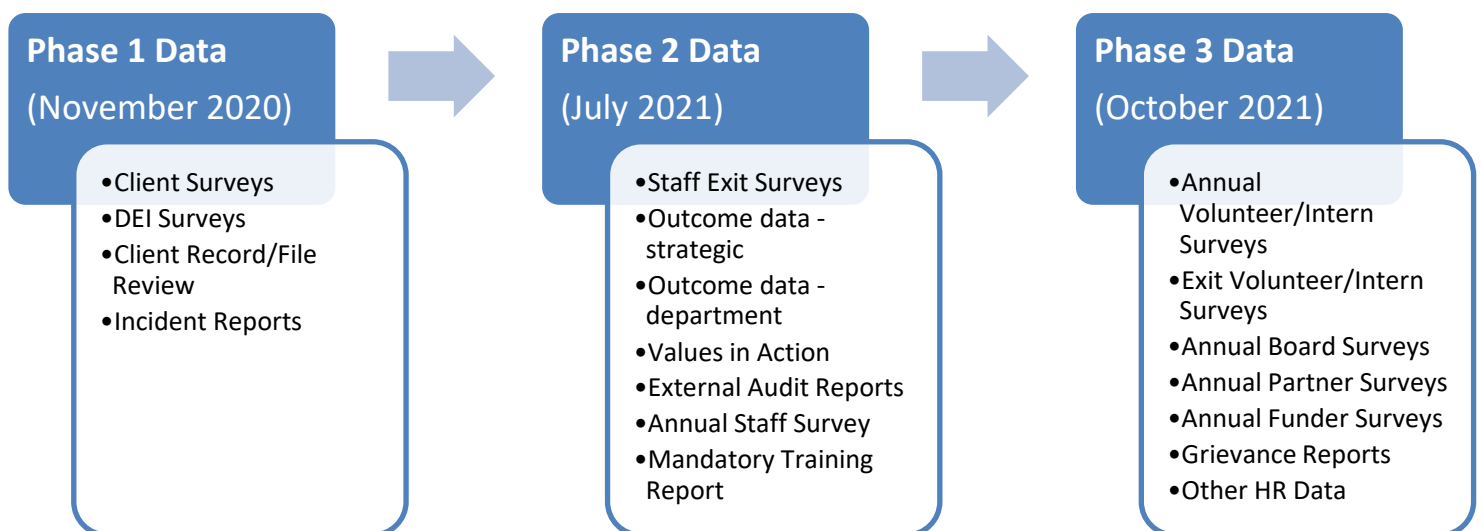 Phase 1 Data
(November 2020)
•Client Surveys
•DEI Surveys
•Client Record/File
Review
•Incident Reports
Phase 2 Data
(July 2021)
•Staff Exit Surveys
•Outcome data -
strategic
•Outcome data -
department
•Values in Action
•External Audit Reports
•Annual Staff Survey
•Mandatory Training
Report
Phase 3 Data
(October 2021)
•Annual
Volunteer/Intern
Surveys
•Exit Volunteer/Intern
Surveys
•Annual Board Surveys
•Annual Partner Surveys
•Annual Funder Surveys
•Grievance Reports
•Other HR Data